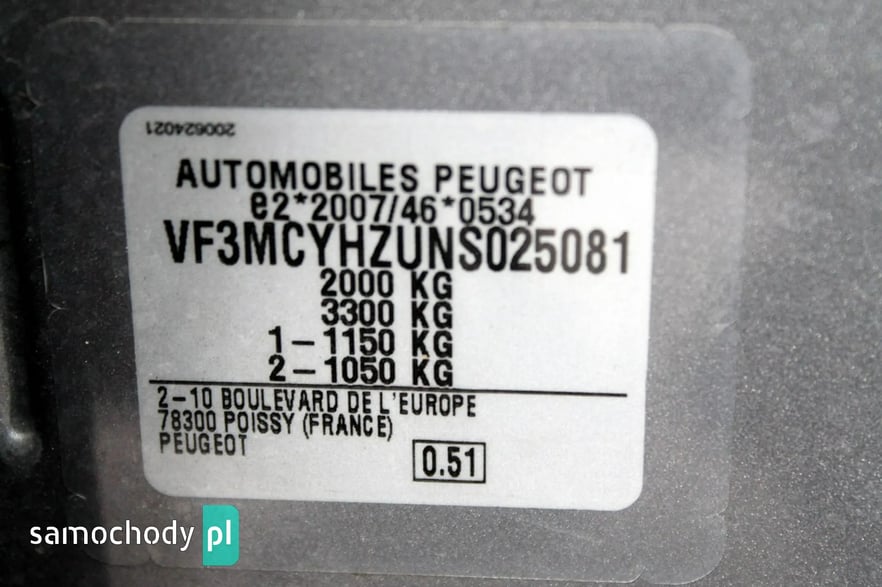 200624021
AUTOMOBILES PEUGEOT
e2*2007/46*0534
VF3MCYHZUNS025081
2000 KG
3300 KG
1-1150 KG
2-1050 KG
2-10 BOULEVARD DE L'EUROPE
78300 POISSY (FRANCE)
PEUGEOT
0.51
samochody pl